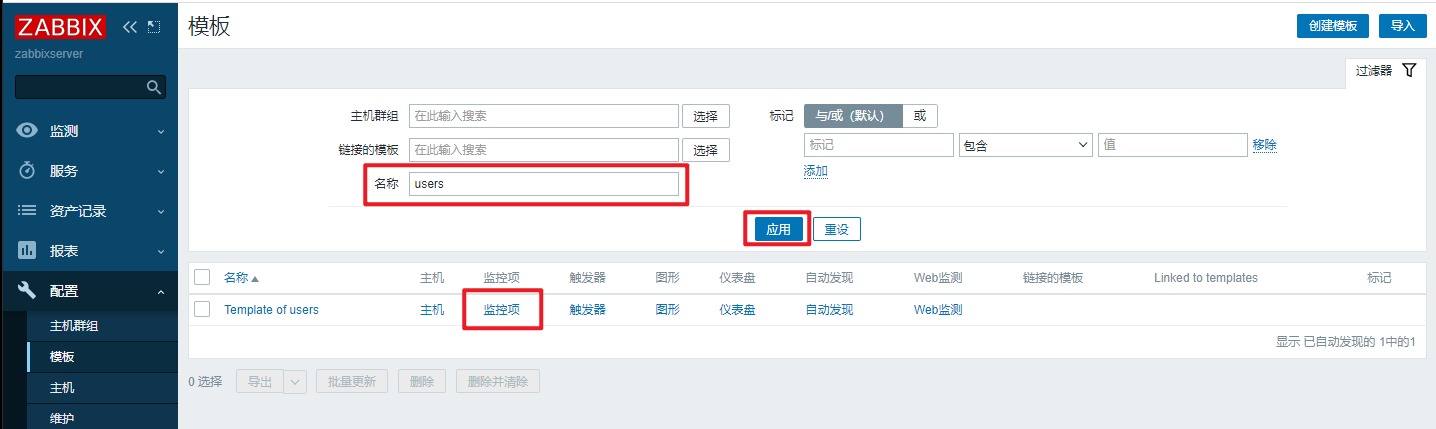 ZABBIX
zabbixserver
监测
服务
资产记录
报表
配置
主机群组
模板
主机
维护
模板
创建模板 导入
过滤器
主机群组 在此输入搜索 选择 标记 与/或（默认） 或
标记 包含 值 移除
链接的模板 在此输入搜索 选择
添加
名称 users
应用 重设
名称 主机 监控项 触发器 图形 仪表盘 自动发现 Web监测 链接的模板 Linked to templates 标记
Template of users 主机 监控项 触发器 图形 仪表盘 自动发现 Web监测
显示 已自动发现的 1中的1
0 选择 导出 批量更新 删除 删除并清除